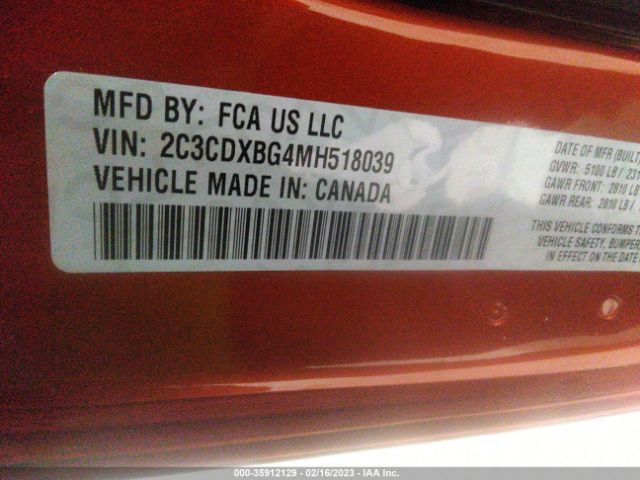 MFD BY: FCA US LLC
VIN: 2C3CDXBG4MH518039
VEHICLE MADE IN: CANADA
DATE OF MFR (BUILT
GVWR: 5100 LB / 231
GAWR FRONT: 2810 LB /
GAWR REAR: 2810 LB /
THIS VEHICLE CONFORMS T
VEHICLE SAFETY, BUMPER
IN EFFECT ON THE DATE
000-35912129 - 02/16/2023 - IAA Inc.